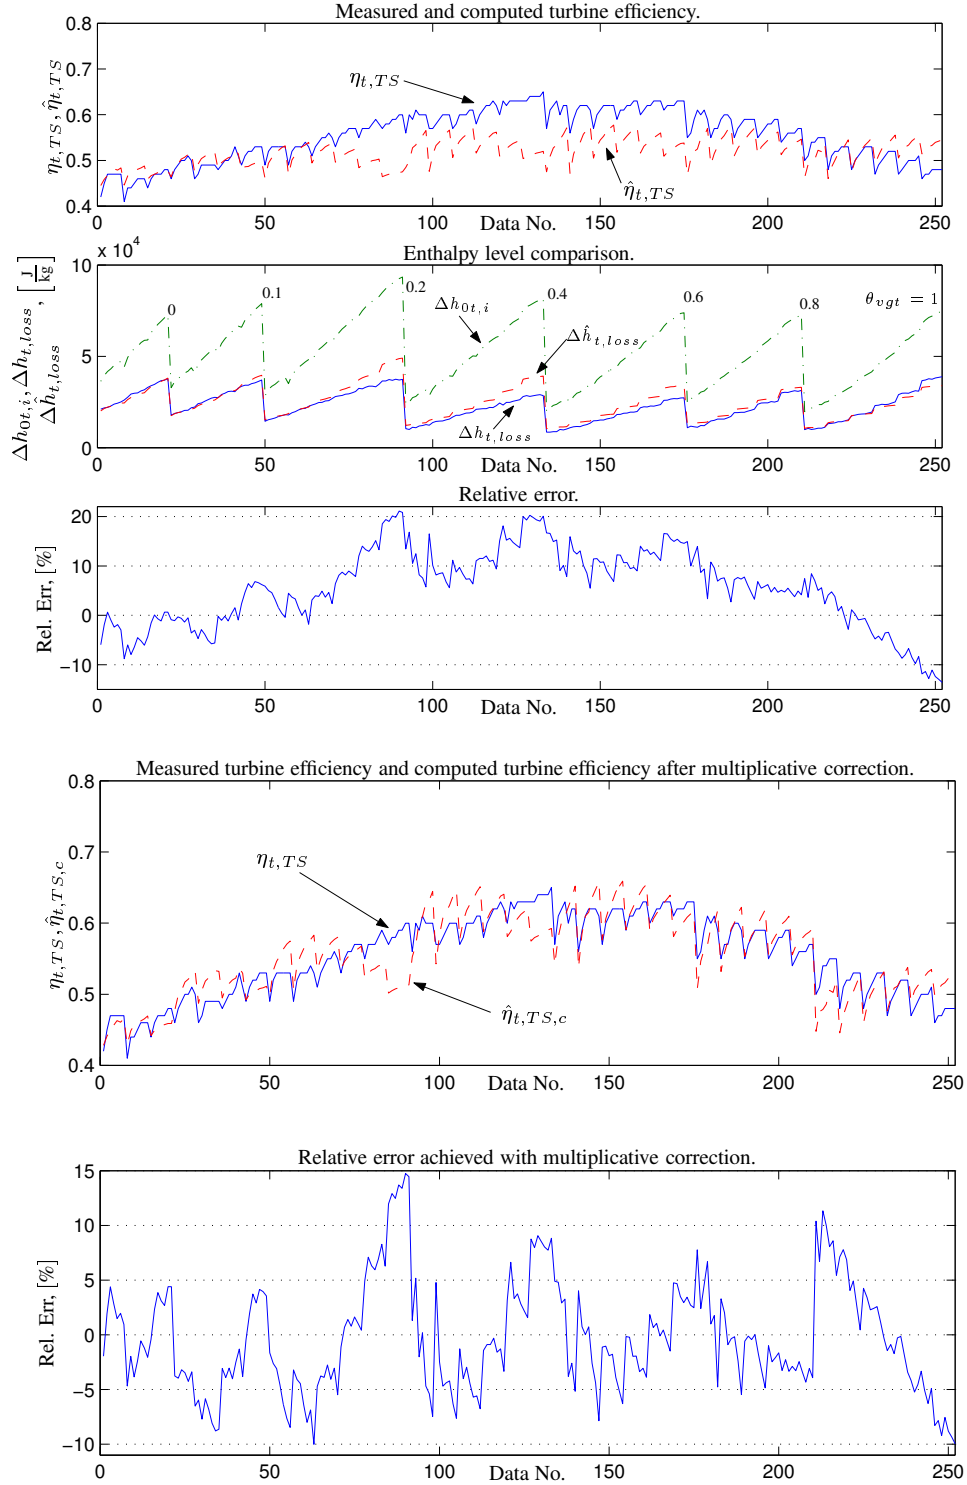 Measured and computed turbine efficiency.
η_{t,TS}, η̂_{t,TS}
0.8
0.7
0.6
0.5
0.4
η_{t,TS}
η̂_{t,TS}
0 50 100 150 200 250
Data No.
Enthalpy level comparison.
x 10^4
Δh_{0t,i}, Δh_{t,loss}, [J/kg]
Δĥ_{t,loss}
10
5
0
0
0.1
0.2
0.4
0.6
0.8
θ_{vgt} = 1
Δh_{0t,i}
Δĥ_{t,loss}
Δh_{t,loss}
0 50 100 150 200 250
Data No.
Relative error.
Rel. Err, [%]
20
10
0
−10
0 50 100 150 200 250
Data No.
Measured turbine efficiency and computed turbine efficiency after multiplicative correction.
η_{t,TS}, η̂_{t,TS,c}
0.8
0.7
0.6
0.5
0.4
η_{t,TS}
η̂_{t,TS,c}
0 50 100 150 200 250
Data No.
Relative error achieved with multiplicative correction.
Rel. Err, [%]
15
10
5
0
−5
−10
0 50 100 150 200 250
Data No.